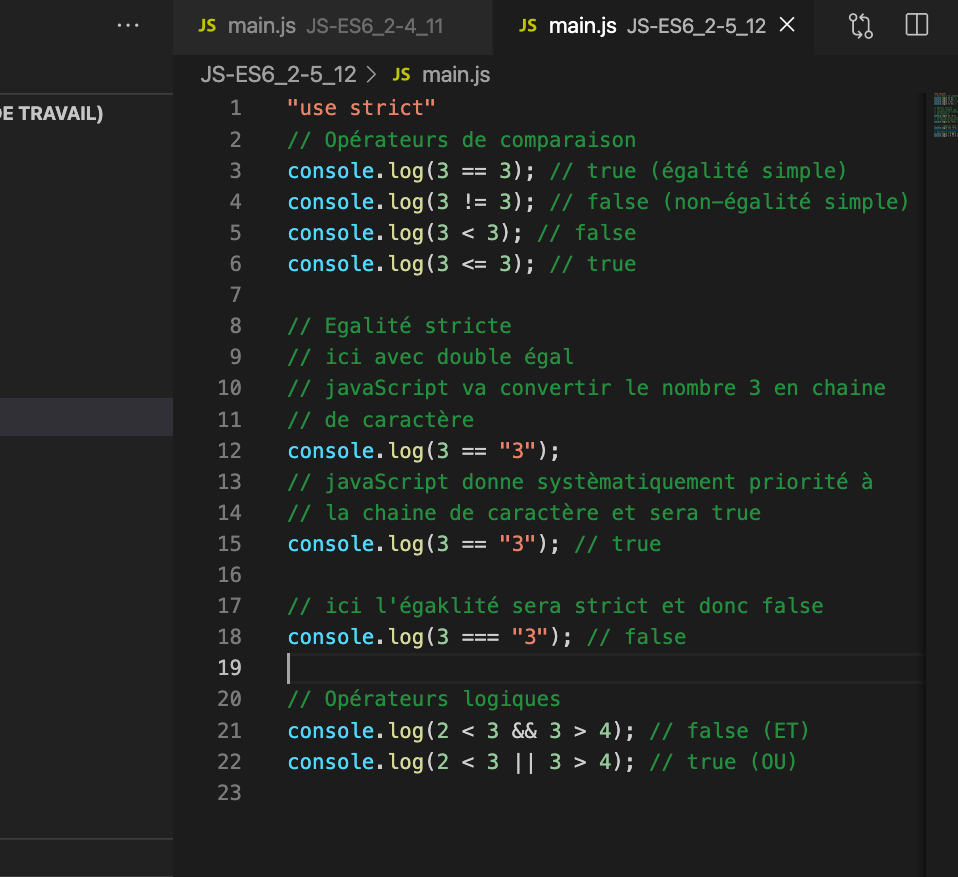 ···
JS main.js JS-ES6_2-4_11
JS main.js JS-ES6_2-5_12
JS-ES6_2-5_12 > JS main.js
DE TRAVAIL)
1 "use strict"
2 // Opérateurs de comparaison
3 console.log(3 == 3); // true (égalité simple)
4 console.log(3 != 3); // false (non-égalité simple)
5 console.log(3 < 3); // false
6 console.log(3 <= 3); // true
7
8 // Egalité stricte
9 // ici avec double égal
10 // javaScript va convertir le nombre 3 en chaine
11 // de caractère
12 console.log(3 == "3");
13 // javaScript donne systèmatiquement priorité à
14 // la chaine de caractère et sera true
15 console.log(3 == "3"); // true
16
17 // ici l'égaklité sera strict et donc false
18 console.log(3 === "3"); // false
19
20 // Opérateurs logiques
21 console.log(2 < 3 && 3 > 4); // false (ET)
22 console.log(2 < 3 || 3 > 4); // true (OU)
23